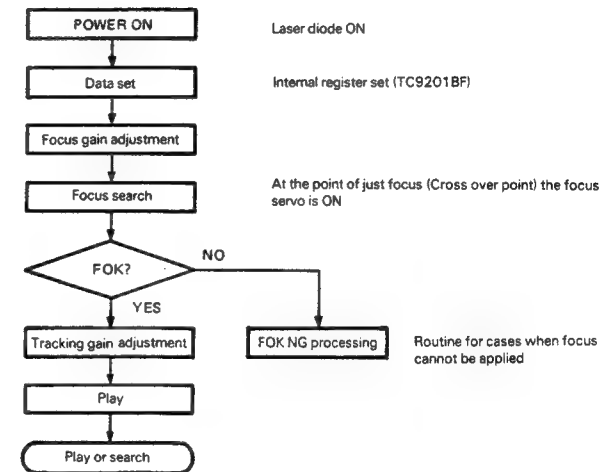 POWER ON
Laser diode ON
Data set
Internal register set (TC9201BF)
Focus gain adjustment
Focus search
At the point of just focus (Cross over point) the focus
servo is ON
FOK?
NO
YES
Tracking gain adjustment
FOK NG processing
Routine for cases when focus
cannot be applied
Play
Play or search